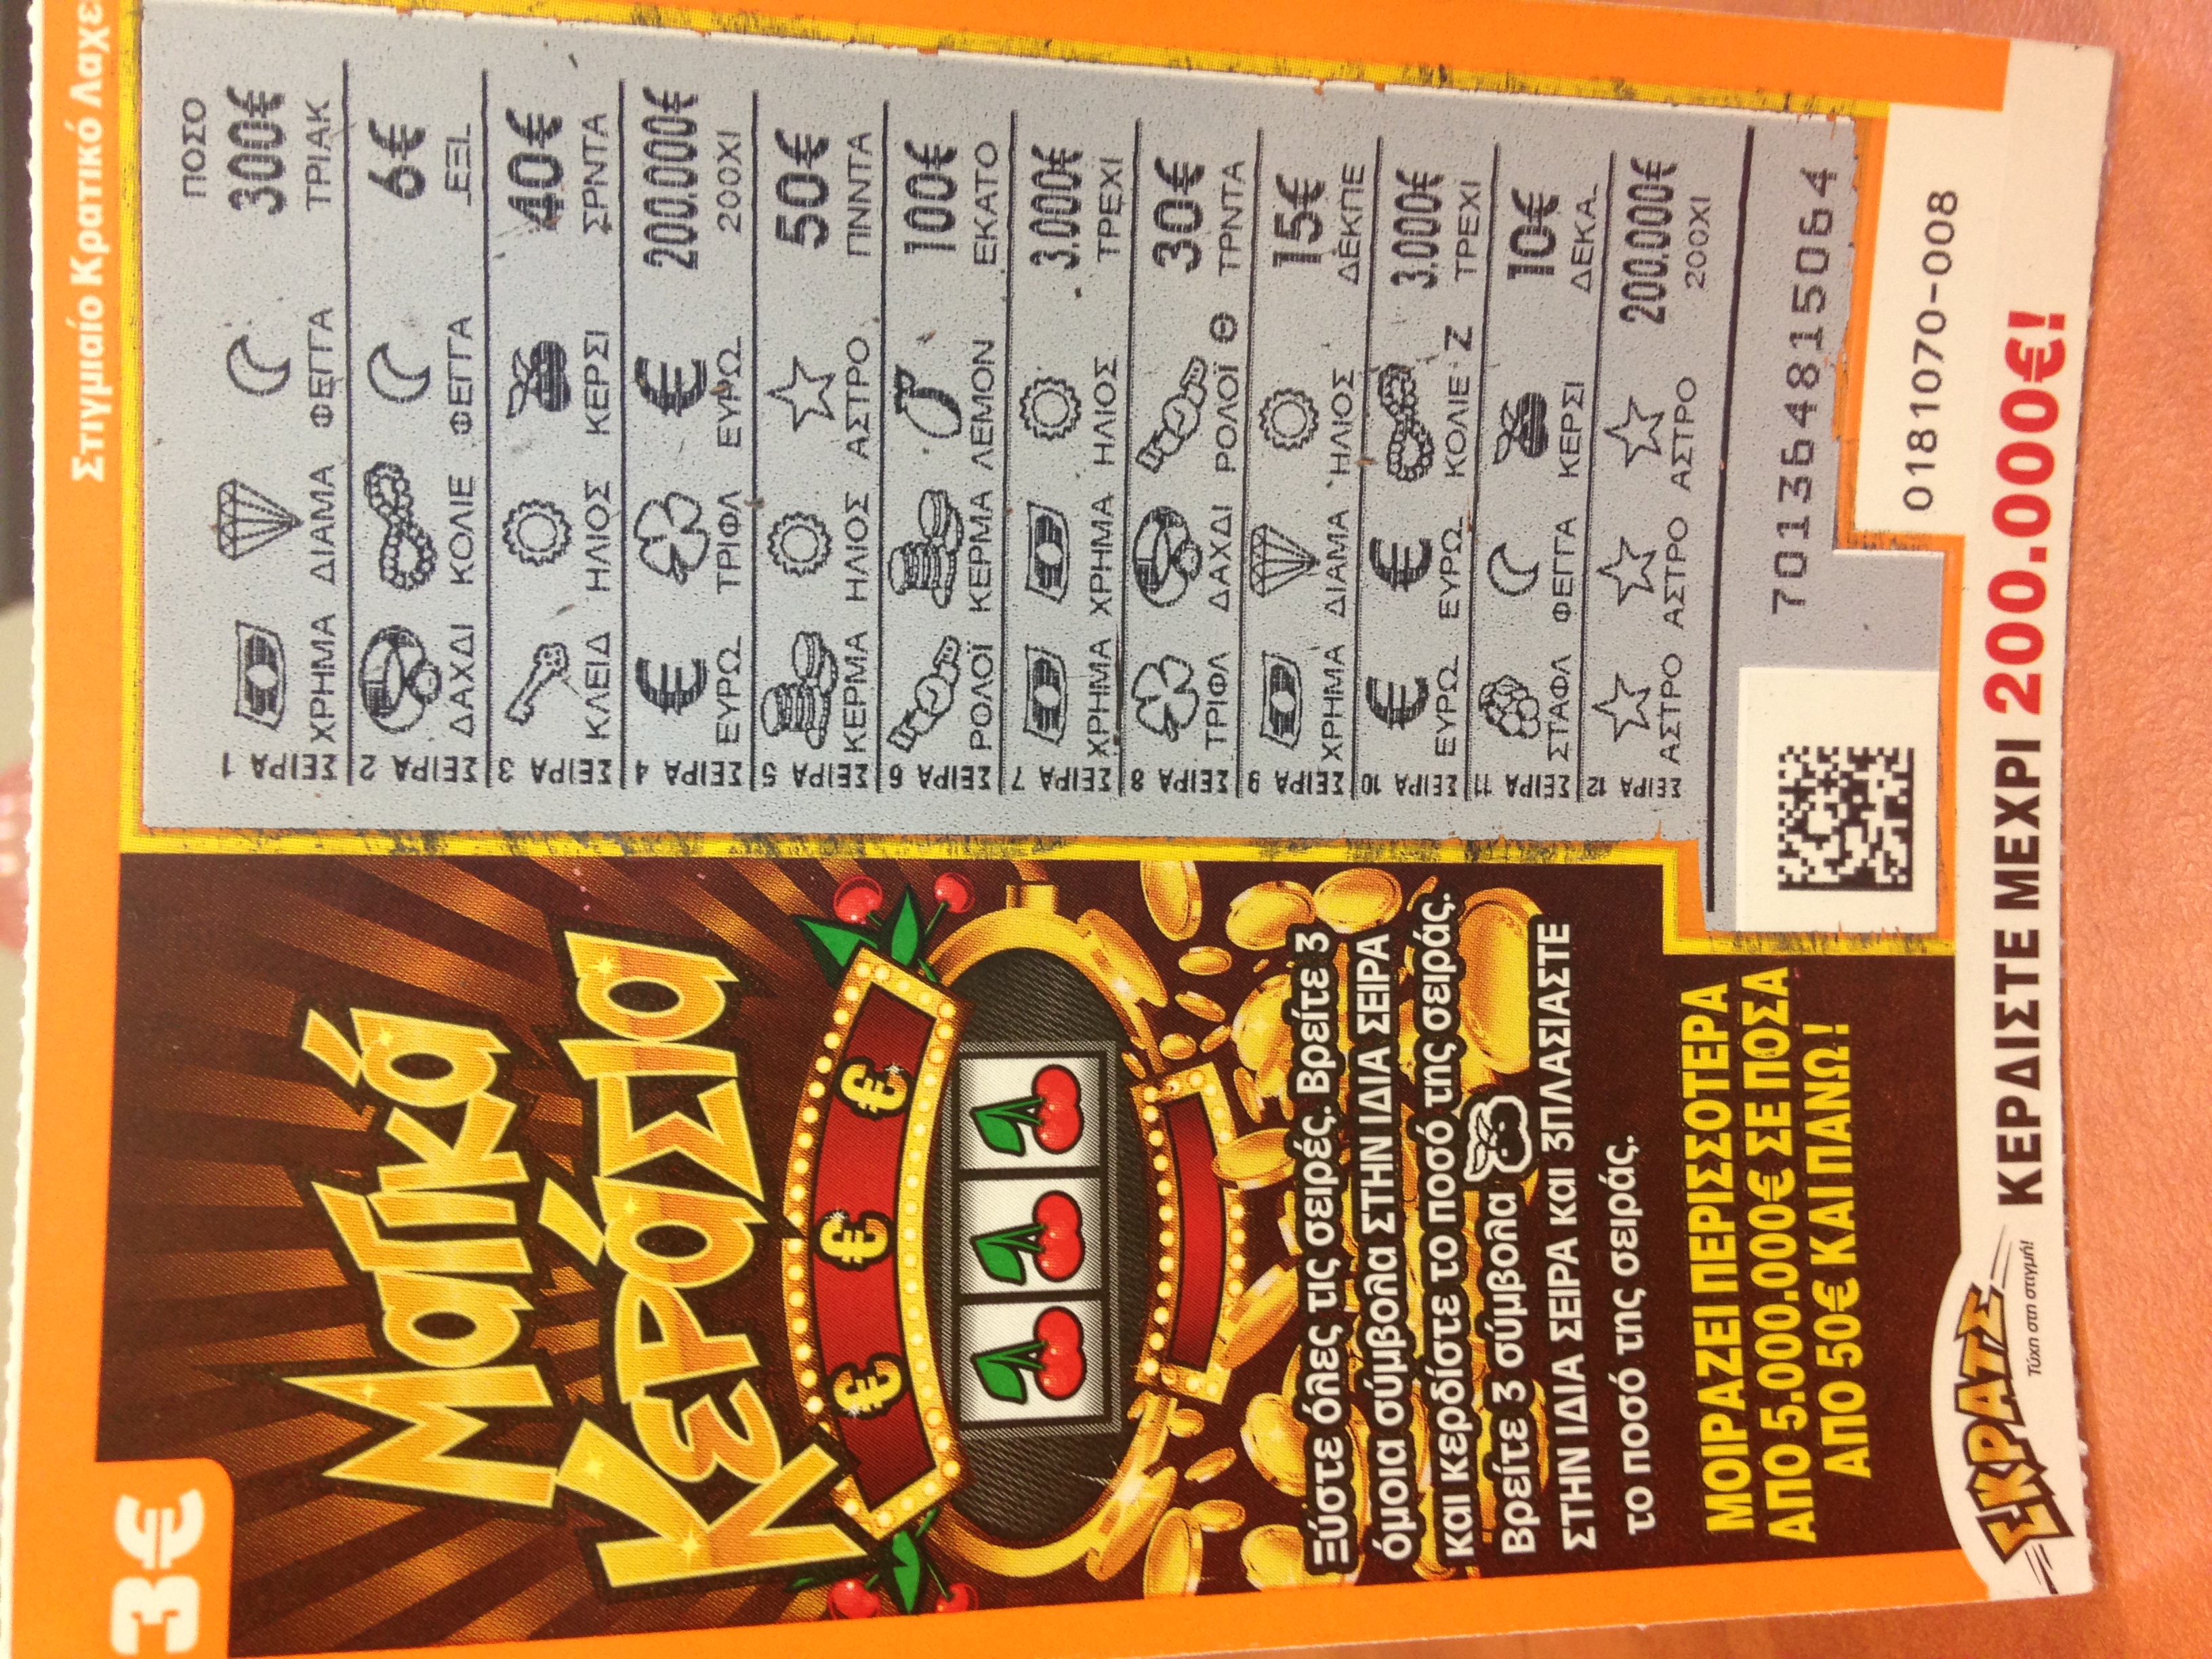 Στιγμιαίο Κρατικό Λαχε
3€
Μαγικά
Κεράσια
€ € €
Ξύστε όλες τις σειρές. Βρείτε 3
όμοια σύμβολα ΣΤΗΝ ΙΔΙΑ ΣΕΙΡΑ
και κερδίστε το ποσό της σειράς.
Βρείτε 3 σύμβολα
ΣΤΗΝ ΙΔΙΑ ΣΕΙΡΑ και 3ΠΛΑΣΙΑΣΤΕ
το ποσό της σειράς.
ΜΟΙΡΑΖΕΙ ΠΕΡΙΣΣΟΤΕΡΑ
ΑΠΟ 5.000.000€ ΣΕ ΠΟΣΑ
ΑΠΟ 50€ ΚΑΙ ΠΑΝΩ!
ΠΟΣΟ
ΣΕΙΡΑ 1
300€
ΧΡΗΜΑ ΔΙΑΜΑ ΦΕΓΓΑ ΤΡΙΑΚ
ΣΕΙΡΑ 2
6€
ΔΑΧΔΙ ΚΟΛΙΕ ΦΕΓΓΑ _ΕΞΙ_
ΣΕΙΡΑ 3
40€
ΚΛΕΙΔ ΗΛΙΟΣ ΚΕΡΣΙ ΣΡΝΤΑ
ΣΕΙΡΑ 4
€ € 200.000€
ΕΥΡΩ_ ΤΡΙΦΛ ΕΥΡΩ_ 200ΧΙ
ΣΕΙΡΑ 5
50€
ΚΕΡΜΑ ΗΛΙΟΣ ΑΣΤΡΟ ΠΝΝΤΑ
ΣΕΙΡΑ 6
100€
ΡΟΛΟΪ ΚΕΡΜΑ ΛΕΜΟΝ ΕΚΑΤΟ
ΣΕΙΡΑ 7
3.000€
ΧΡΗΜΑ ΧΡΗΜΑ ΗΛΙΟΣ ΤΡΕΧΙ
ΣΕΙΡΑ 8
30€
ΤΡΙΦΛ ΔΑΧΔΙ ΡΟΛΟΪ Θ ΤΡΝΤΑ
ΣΕΙΡΑ 9
15€
ΧΡΗΜΑ ΔΙΑΜΑ ΗΛΙΟΣ ΔΕΚΠΕ
ΣΕΙΡΑ 10
€ € 3.000€
ΕΥΡΩ_ ΕΥΡΩ_ ΚΟΛΙΕ Ζ ΤΡΕΧΙ
ΣΕΙΡΑ 11
10€
ΣΤΑΦΛ ΦΕΓΓΑ ΚΕΡΣΙ ΔΕΚΑ_
ΣΕΙΡΑ 12
200.000€
ΑΣΤΡΟ ΑΣΤΡΟ ΑΣΤΡΟ 200ΧΙ
701364815064
0181070-008
ΣΚΡΑΤΣ
Τύχη στη στιγμή!
ΚΕΡΔΙΣΤΕ ΜΕΧΡΙ 200.000€!